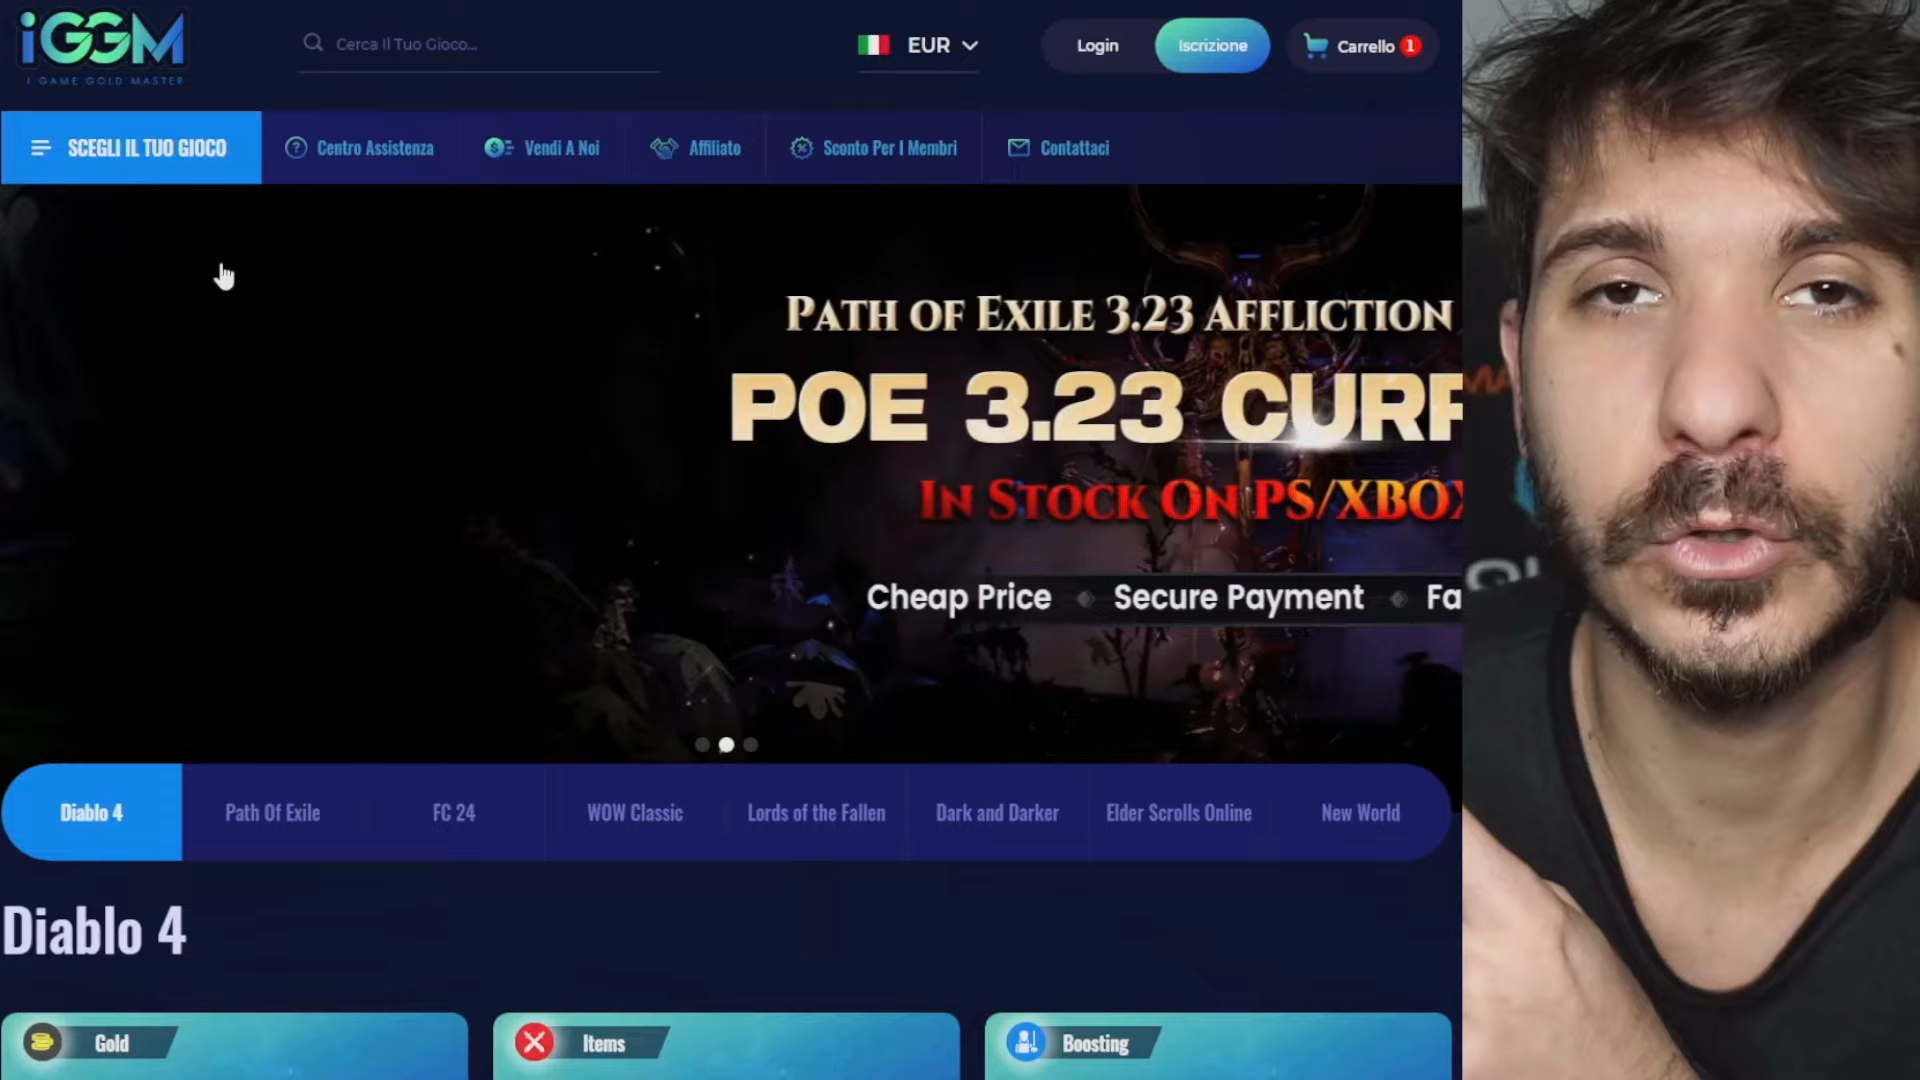 iGGM
I GAME GOLD MASTER
Cerca Il Tuo Gioco...
EUR
Login
Iscrizione
Carrello 1
SCEGLI IL TUO GIOCO
Centro Assistenza
Vendi A Noi
Affiliato
Sconto Per I Membri
Contattaci
PATH OF EXILE 3.23 AFFLICTION
POE 3.23 CURR
IN STOCK ON PS/XBOX
Cheap Price
Secure Payment
Fa
Diablo 4
Path Of Exile
FC 24
WOW Classic
Lords of the Fallen
Dark and Darker
Elder Scrolls Online
New World
Diablo 4
Gold
Items
Boosting